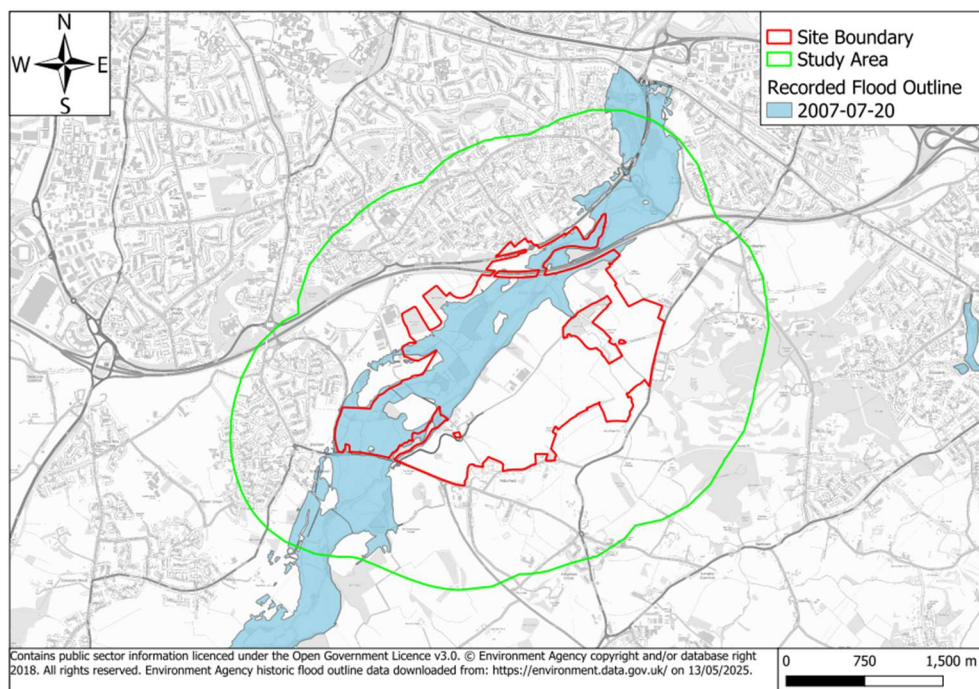 N
W
E
S
Site Boundary
Study Area
Recorded Flood Outline
2007-07-20
Contains public sector information licenced under the Open Government Licence v3.0. © Environment Agency copyright and/or database right
2018. All rights reserved. Environment Agency historic flood outline data downloaded from: https://environment.data.gov.uk/ on 13/05/2025.
0 750 1,500 m